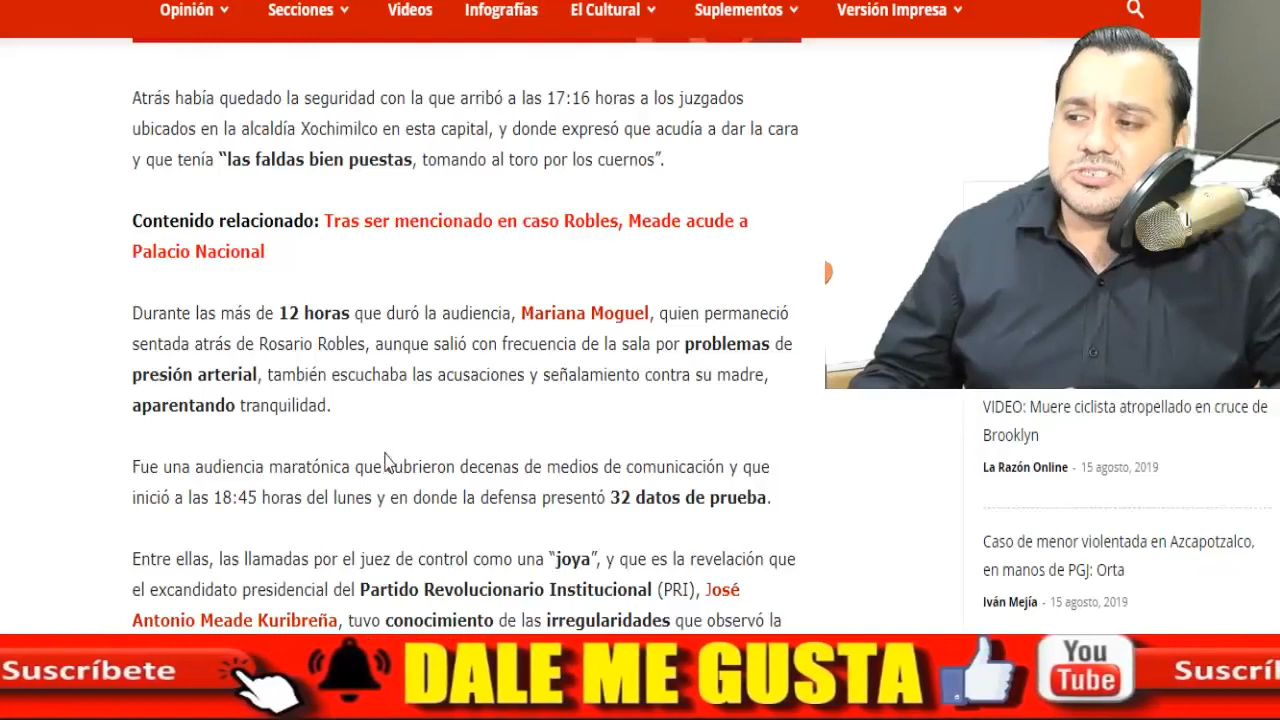 Opinión Secciones Videos Infografías El Cultural Suplementos Versión Impresa
Atrás había quedado la seguridad con la que arribó a las 17:16 horas a los juzgados
ubicados en la alcaldía Xochimilco en esta capital, y donde expresó que acudía a dar la cara
y que tenía “las faldas bien puestas, tomando al toro por los cuernos”.
Contenido relacionado: Tras ser mencionado en caso Robles, Meade acude a
Palacio Nacional
Durante las más de 12 horas que duró la audiencia, Mariana Moguel, quien permaneció
sentada atrás de Rosario Robles, aunque salió con frecuencia de la sala por problemas de
presión arterial, también escuchaba las acusaciones y señalamiento contra su madre,
aparentando tranquilidad.
Fue una audiencia maratónica que cubrieron decenas de medios de comunicación y que
inició a las 18:45 horas del lunes y en donde la defensa presentó 32 datos de prueba.
Entre ellas, las llamadas por el juez de control como una “joya”, y que es la revelación que
el excandidato presidencial del Partido Revolucionario Institucional (PRI), José
Antonio Meade Kuribreña, tuvo conocimiento de las irregularidades que observó la
VIDEO: Muere ciclista atropellado en cruce de
Brooklyn
La Razón Online - 15 agosto, 2019
Caso de menor violentada en Azcapotzalco,
en manos de PGJ: Orta
Iván Mejía - 15 agosto, 2019
Suscríbete DALE ME GUSTA You Tube Suscrí